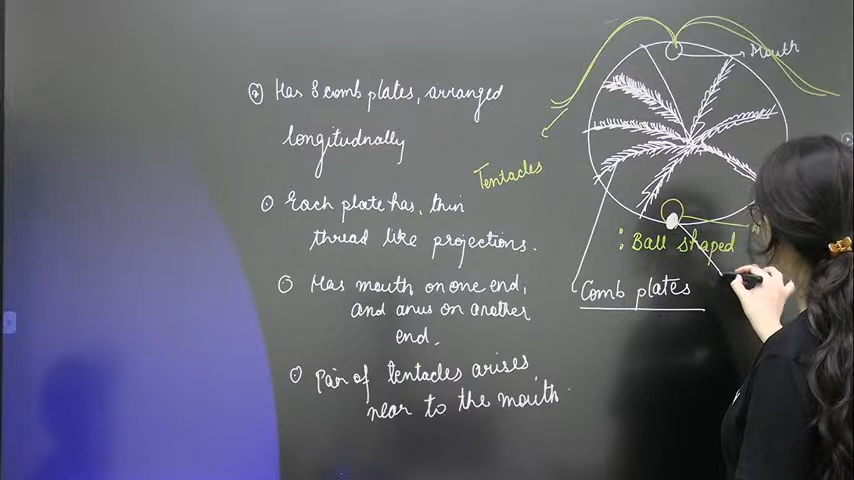 Has 8 comb plates, arranged
longitudnally
Each plate has, thin
thread like projections.
Has mouth on one end,
and anus on another
end.
Pair of tentacles arises
near to the mouth.
Mouth
Tentacles
: Ball shaped
Comb plates